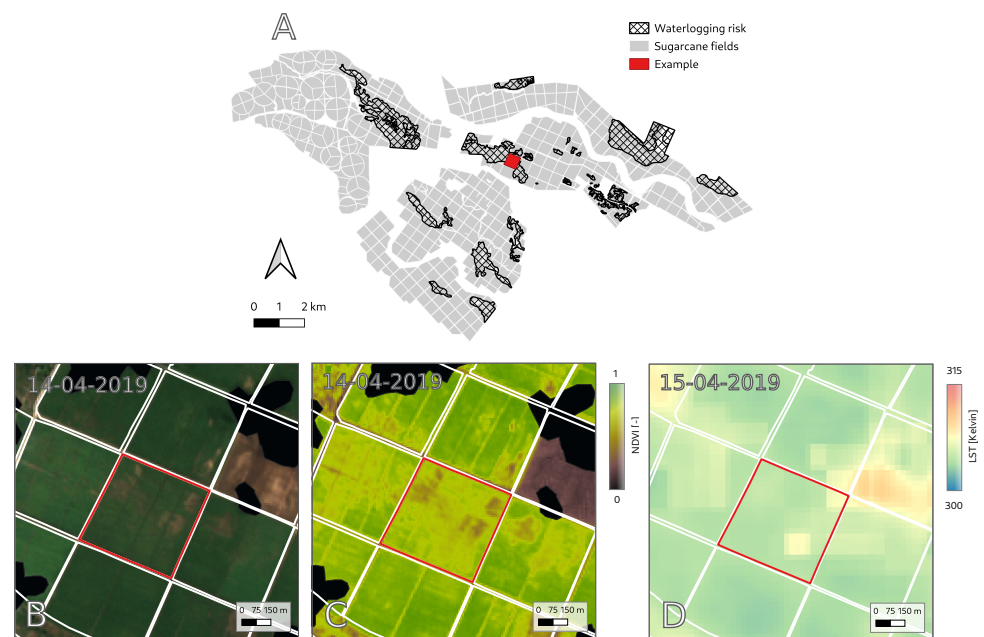 A
Waterlogging risk
Sugarcane fields
Example
0 1 2 km
14-04-2019
B
0 75 150 m
14-04-2019
C
0 75 150 m
1
NDVI [-]
0
15-04-2019
D
0 75 150 m
315
LST [Kelvin]
300